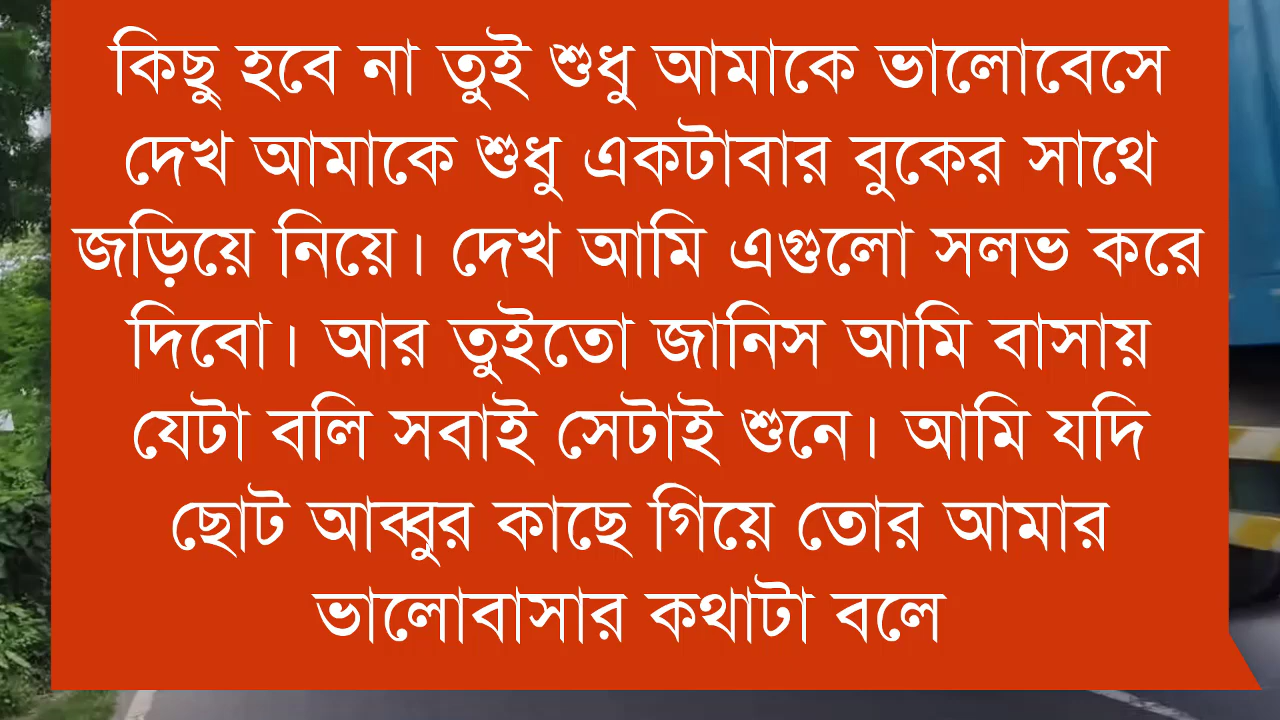 কিছু হবে না তুই শুধু আমাকে ভালোবেসে
দেখ আমাকে শুধু একটাবার বুকের সাথে
জড়িয়ে নিয়ে। দেখ আমি এগুলো সলভ করে
দিবো। আর তুইতো জানিস আমি বাসায়
যেটা বলি সবাই সেটাই শুনে। আমি যদি
ছোট আব্বুর কাছে গিয়ে তোর আমার
ভালোবাসার কথাটা বলে